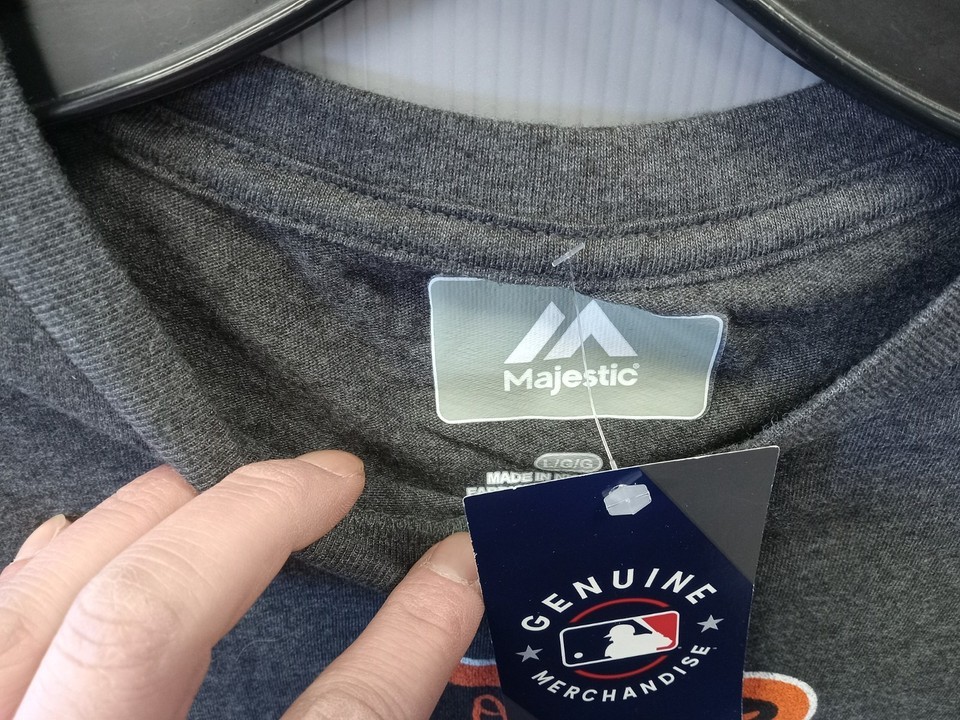 Majestic®
L/G/G
MADE IN
GENUINE
MERCHANDISE